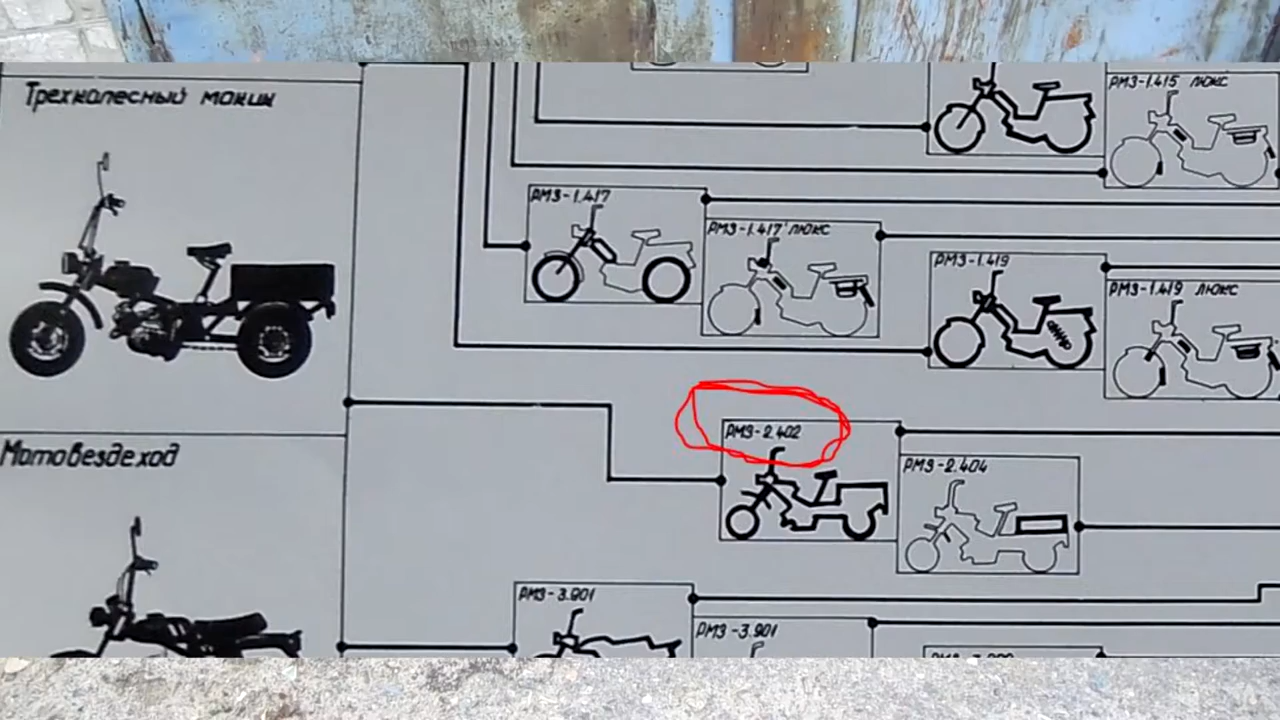 Трехколесный мокик
РМЗ-1.415 люкс
РМЗ-1.417
РМЗ-1.417 люкс
РМЗ-1.419
РМЗ-1.419 люкс
РМЗ-2.402
РМЗ-2.404
Мотовездеход
РМЗ-3.901
РМЗ-3.901